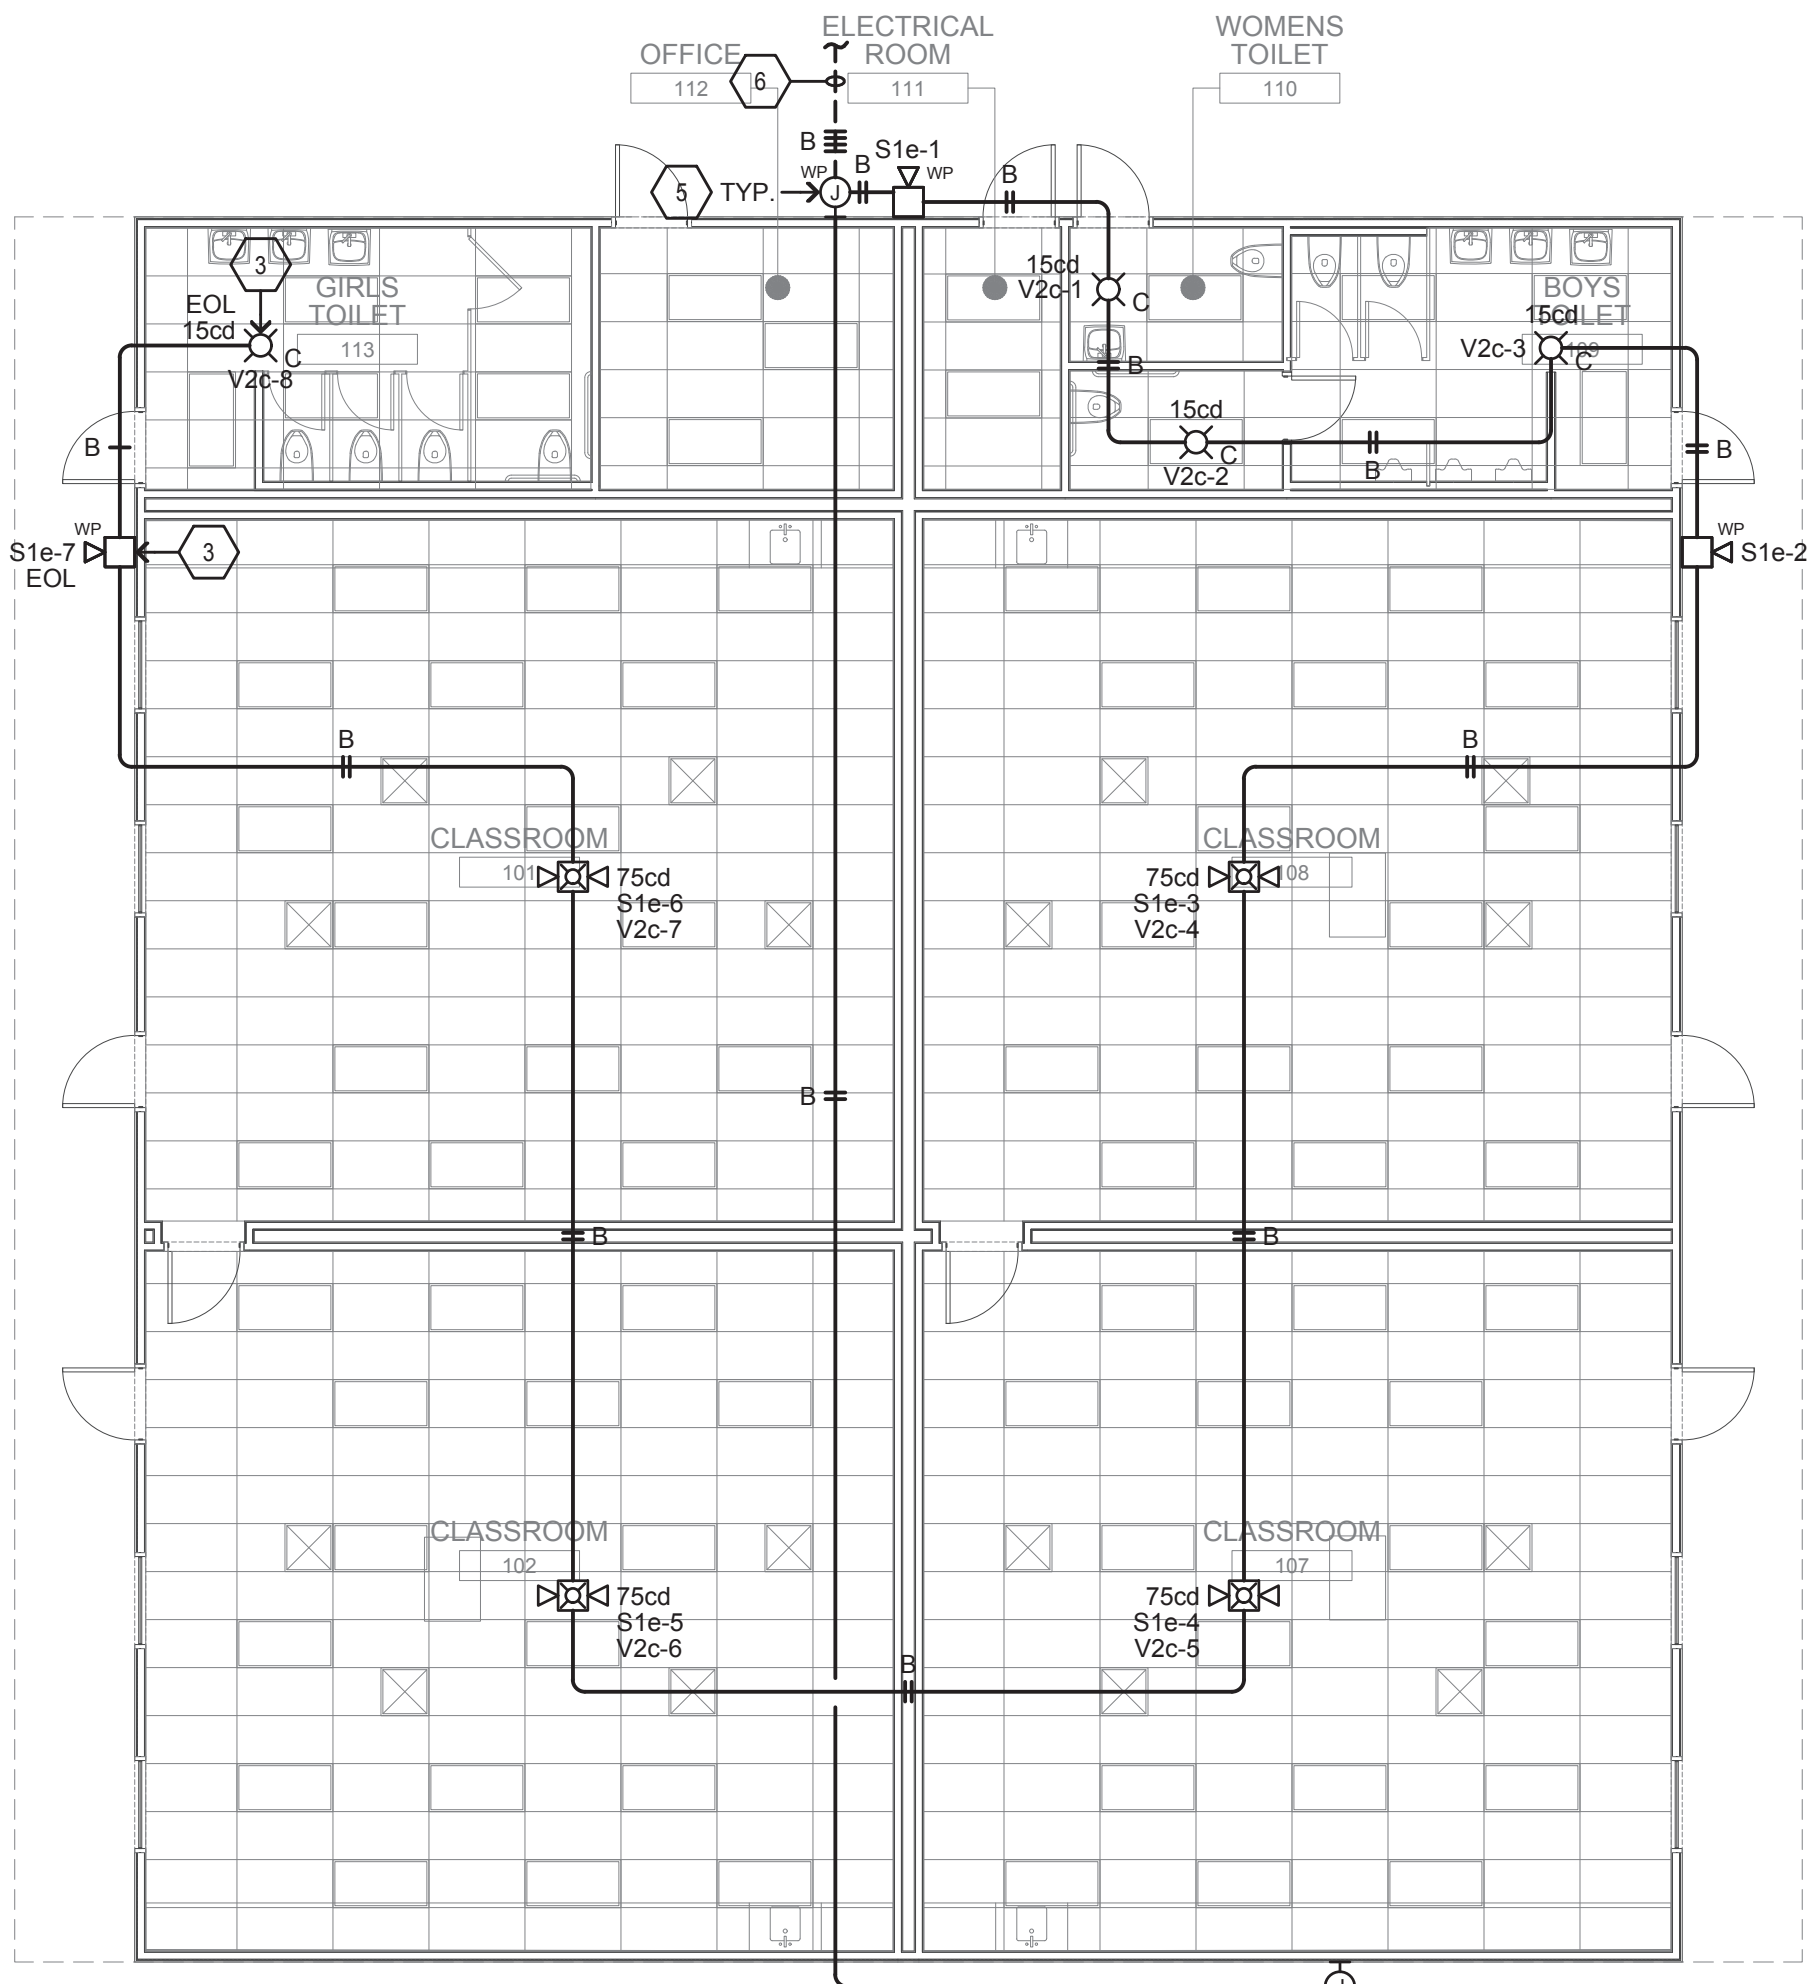 OFFICE
112
6
ELECTRICAL
ROOM
111
WOMENS
TOILET
110
B
S1e-1
WP
5
TYP.
WP
J
B
B
3
GIRLS
TOILET
113
EOL
15cd
C
V2c-8
15cd
V2c-1
C
B
15cd
C
V2c-2
B
BOYS
TOILET
109
15cd
V2c-3
C
B
B
WP
S1e-7
EOL
3
WP
S1e-2
B
B
CLASSROOM
101
75cd
S1e-6
V2c-7
CLASSROOM
108
75cd
S1e-3
V2c-4
B
B
B
CLASSROOM
102
75cd
S1e-5
V2c-6
CLASSROOM
107
75cd
S1e-4
V2c-5
B